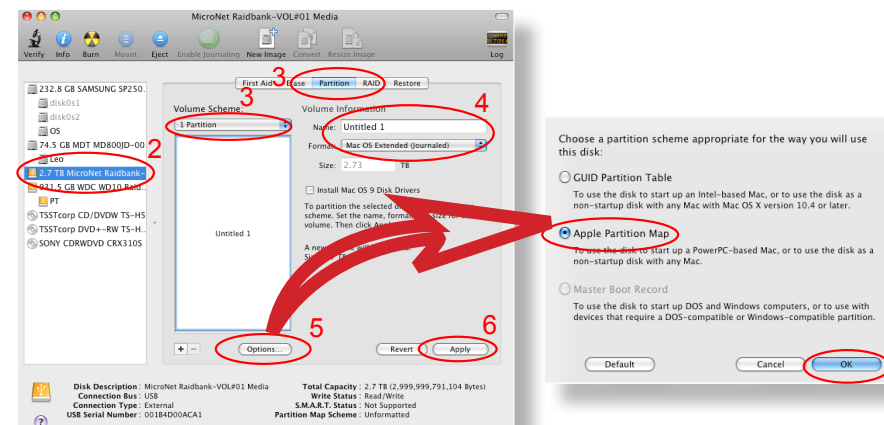 MicroNet Raidbank-VOL#01 Media
Verify Info Burn Mount Eject Enable Journaling New Image Convert Resize Image Log
232.8 GB SAMSUNG SP250.
disk0s1
disk0s2
OS
74.5 GB MDT MD800JD-00
Leo
2.7 TB MicroNet Raidbank-
931.5 GB WDC WD10 Raid
PT
TSSTcorp CD/DVDW TS-H5
TSSTcorp DVD+-RW TS-H..
SONY CDRWDVD CRX310S
2
3
First Aid Erase Partition RAID Restore
3
Volume Scheme:
1 Partition
Untitled 1
Volume Information
4
Name: Untitled 1
Format: Mac OS Extended (Journaled)
Size: 2.73 TB
Install Mac OS 9 Disk Drivers
To partition the selected
scheme. Set the name, format, size for
volume. Then click
A new will
5
6
+ − Options... Revert Apply
Disk Description : MicroNet Raidbank-VOL#01 Media
Connection Bus : USB
Connection Type : External
USB Serial Number : 001B4D00ACA1
Total Capacity : 2.7 TB (2,999,999,791,104 Bytes)
Write Status : Read/Write
S.M.A.R.T. Status : Not Supported
Partition Map Scheme : Unformatted
?
Choose a partition scheme appropriate for the way you will use
this disk:
GUID Partition Table
To use the disk to start up an Intel-based Mac, or to use the disk as a
non-startup disk with any Mac with Mac OS X version 10.4 or later.
Apple Partition Map
To use the disk to start up a PowerPC-based Mac, or to use the disk as a
non-startup disk with any Mac.
Master Boot Record
To use the disk to start up DOS and Windows computers, or to use with
devices that require a DOS-compatible or Windows-compatible partition.
Default Cancel OK